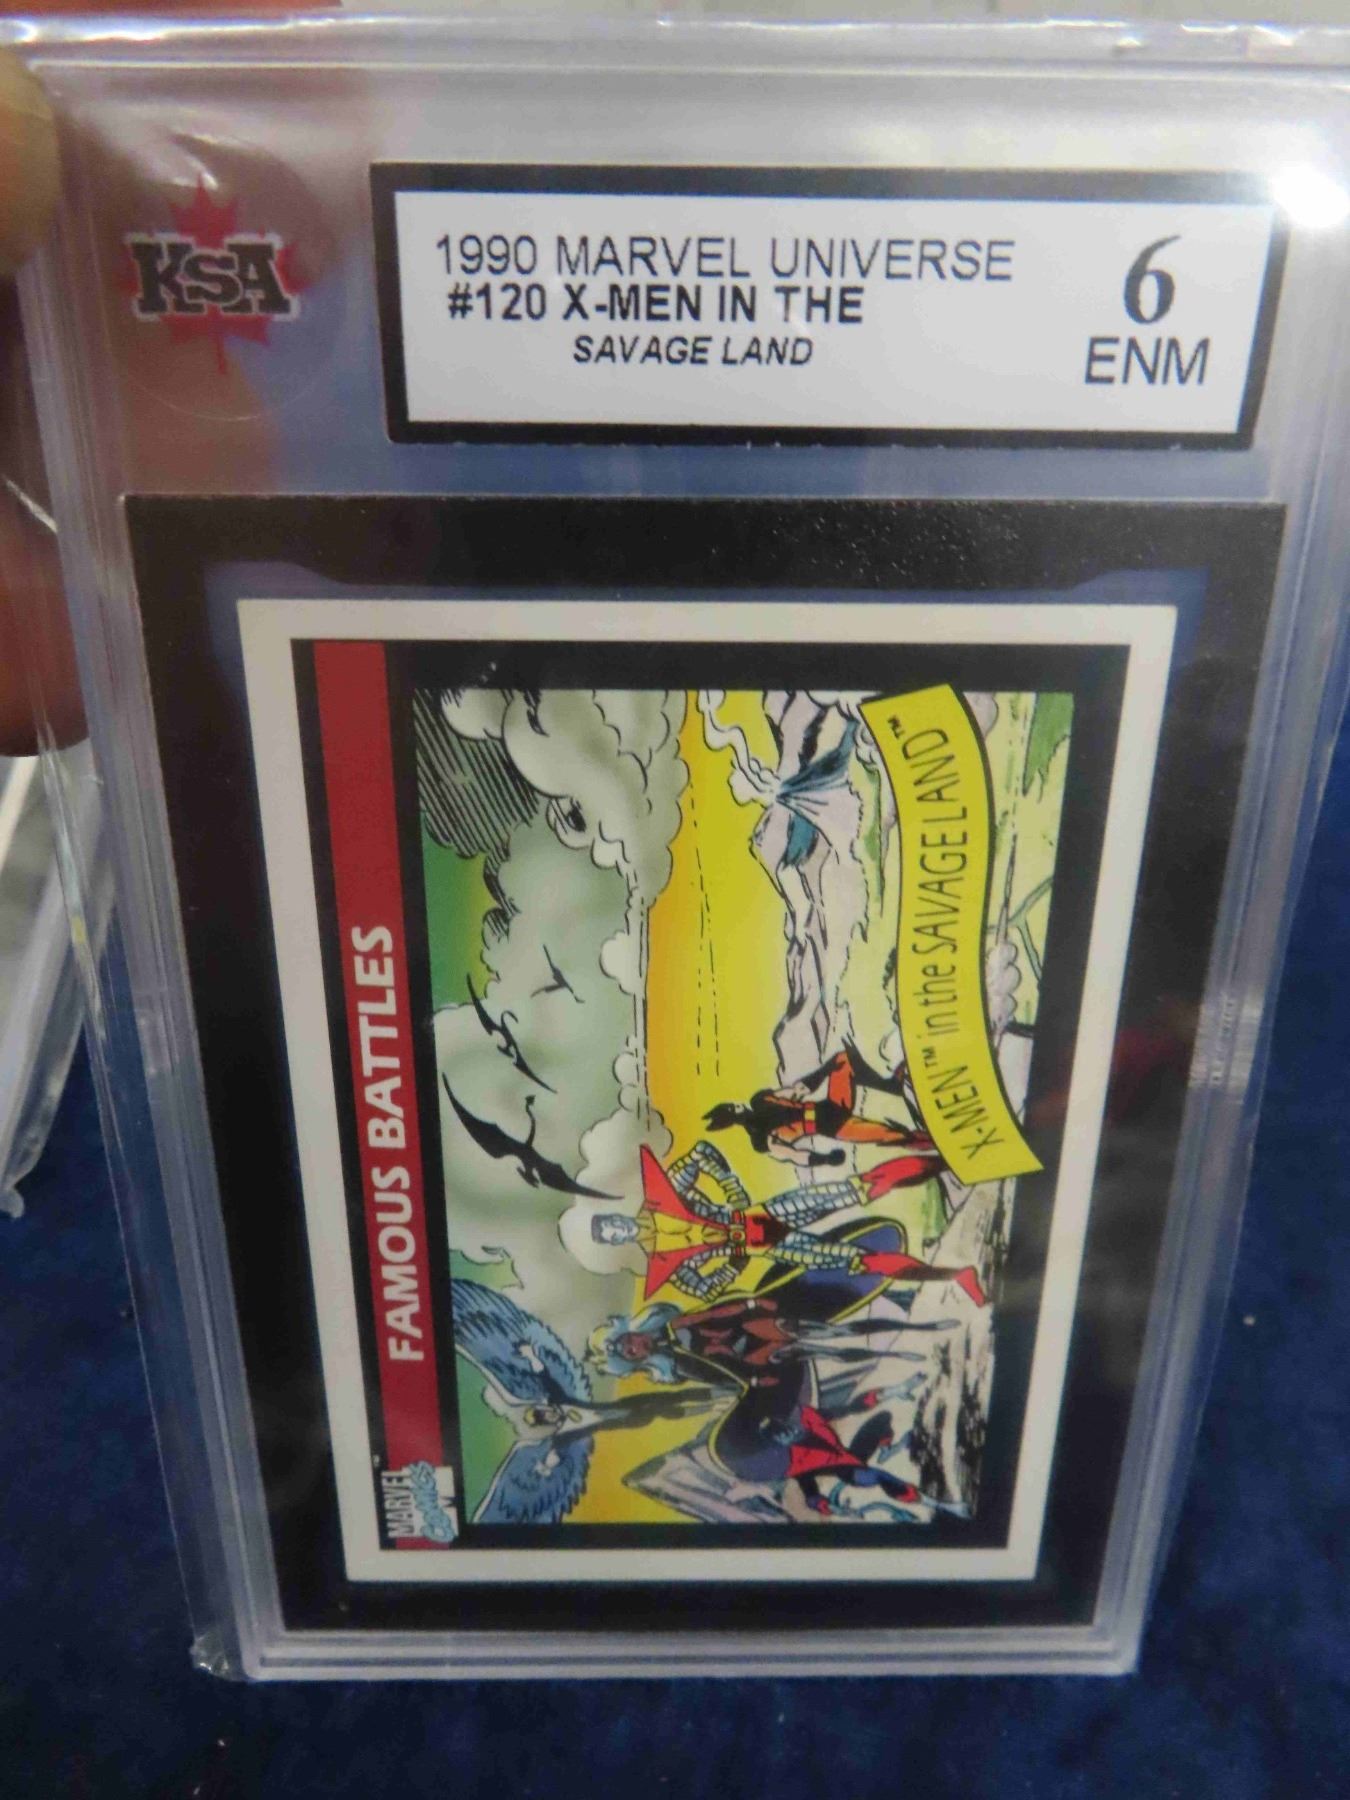 KSA
1990 MARVEL UNIVERSE
#120 X-MEN IN THE
SAVAGE LAND
6
ENM
FAMOUS BATTLES
MARVEL™
COMICS
X-MEN™ in the SAVAGE LAND™